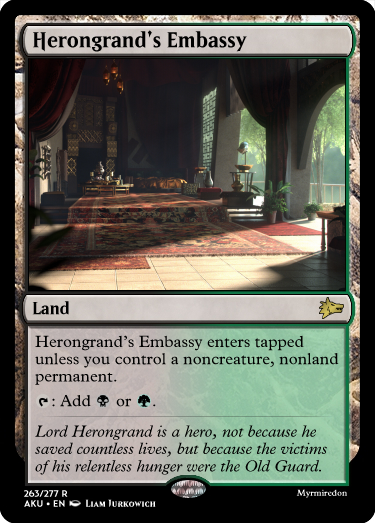 Herongrand's Embassy
Land
Herongrand's Embassy enters tapped
unless you control a noncreature, nonland
permanent.
: Add or .
Lord Herongrand is a hero, not because he
saved countless lives, but because the victims
of his relentless hunger were the Old Guard.
263/277 R
Myrmiredon
AKU • EN Liam Jurkowich